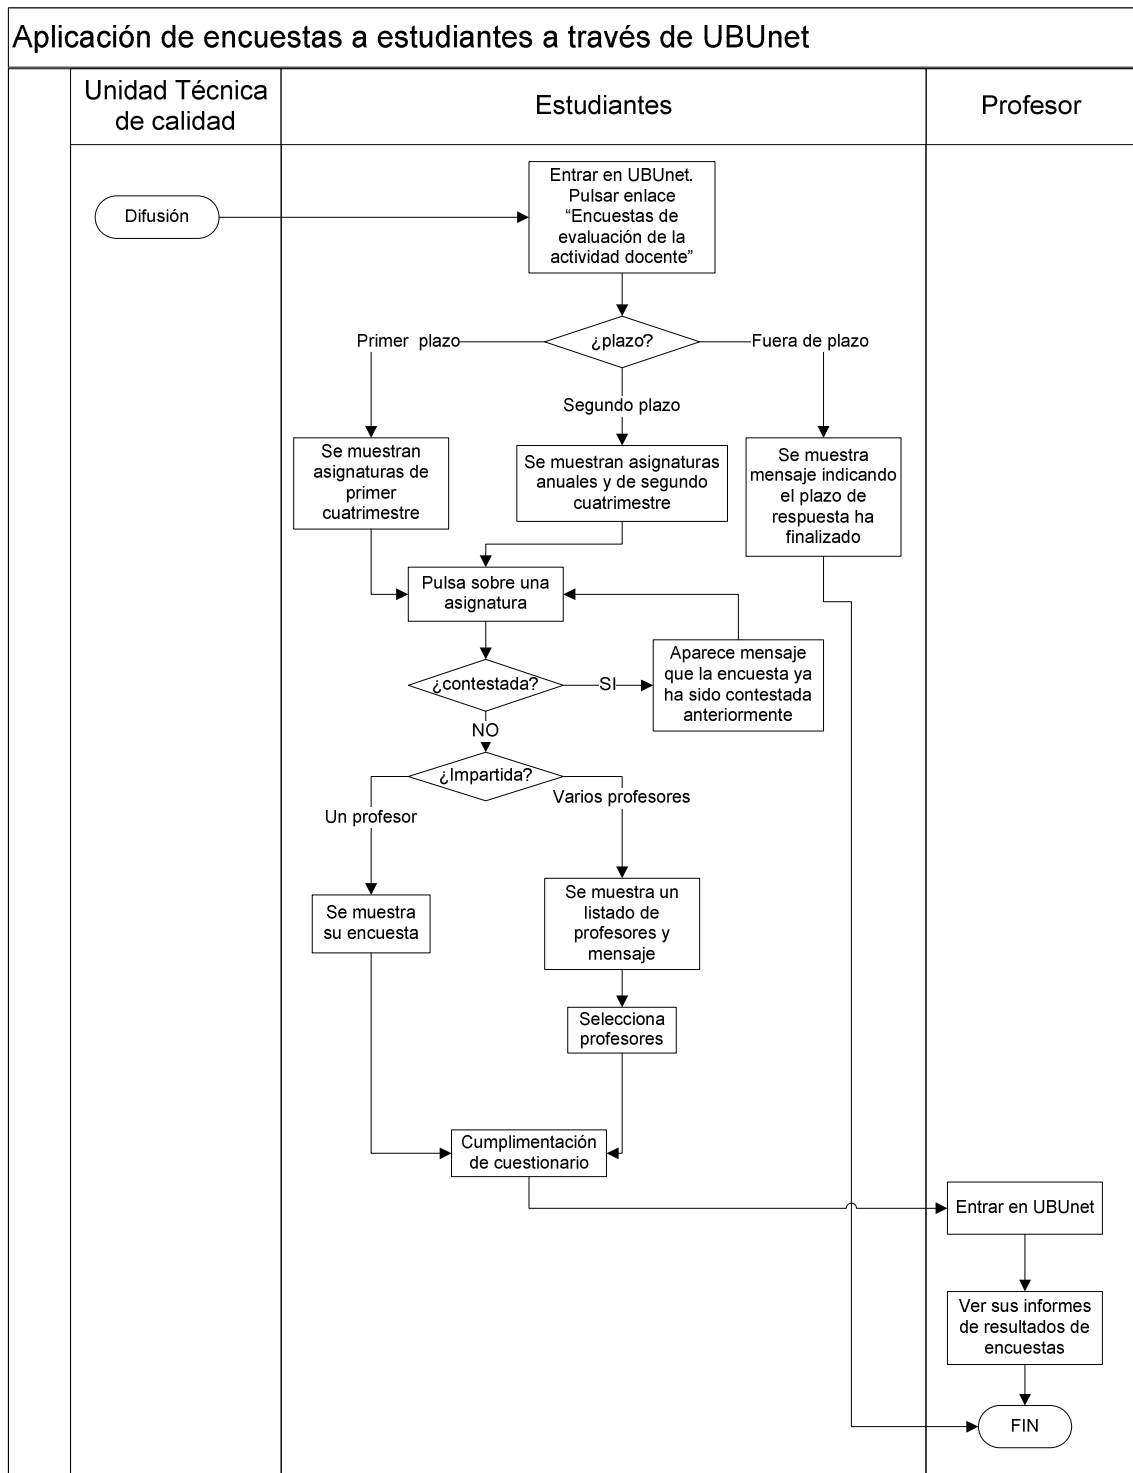 Aplicación de encuestas a estudiantes a través de UBUnet
Unidad Técnica
de calidad
Estudiantes
Profesor
Difusión
Entrar en UBUnet.
Pulsar enlace
“Encuestas de
evaluación de la
actividad docente”
¿plazo?
Primer plazo
Fuera de plazo
Segundo plazo
Se muestran
asignaturas de
primer
cuatrimestre
Se muestran asignaturas
anuales y de segundo
cuatrimestre
Se muestra
mensaje indicando
el plazo de
respuesta ha
finalizado
Pulsa sobre una
asignatura
¿contestada?
SI
Aparece mensaje
que la encuesta ya
ha sido contestada
anteriormente
NO
¿Impartida?
Un profesor
Varios profesores
Se muestra
su encuesta
Se muestra un
listado de
profesores y
mensaje
Selecciona
profesores
Cumplimentación
de cuestionario
Entrar en UBUnet
Ver sus informes
de resultados de
encuestas
FIN